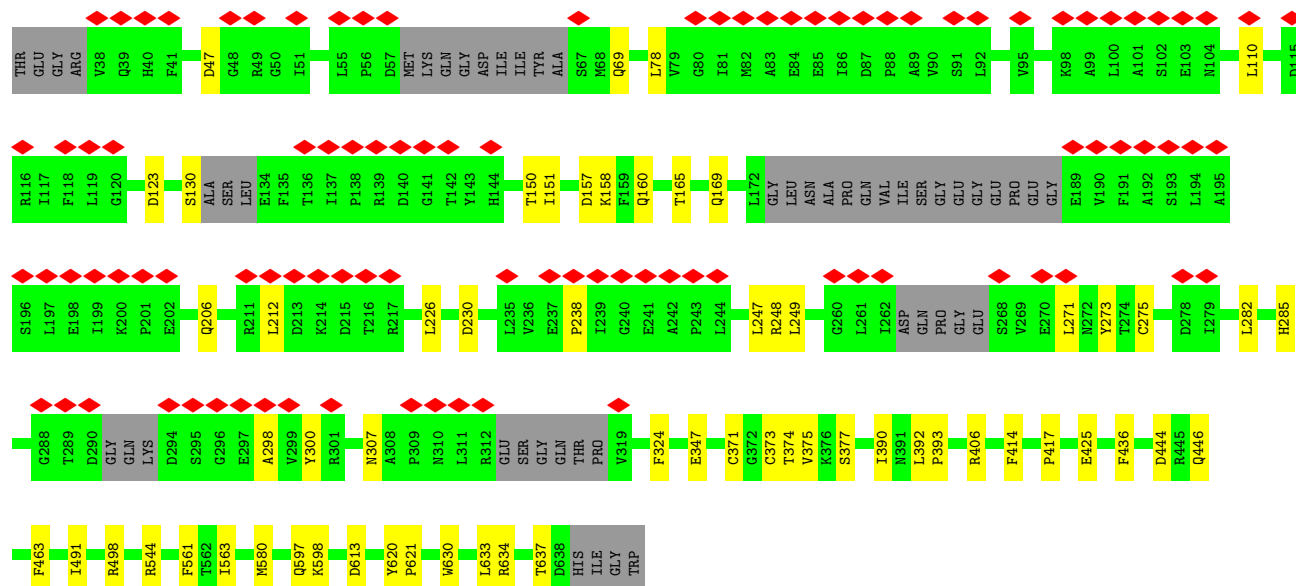 THR GLU GLY ARG V38 Q39 H40 F41 D47 G48 R49 G50 I51 L55 P56 D57 MET LYS GLN GLY ASP ILE ILE TYR ALA S67 M68 Q69 L78 V79 G80 I81 M82 A83 E84 E85 I86 D87 P88 A89 V90 S91 L92 V95 K98 A99 L100 A101 S102 E103 N104 L110 D115
R116 I117 F118 L119 G120 D123 S130 ALA SER LEU E134 F135 T136 I137 P138 R139 D140 G141 T142 Y143 H144 T150 I151 D157 K158 F159 Q160 T165 Q169 L172 GLY LEU ASN ALA PRO GLN VAL ILE SER GLY GLU GLY GLU PRO GLU GLY E189 V190 F191 A192 S193 L194 A195
S196 L197 E198 I199 K200 P201 E202 Q206 R211 L212 D213 K214 D215 T216 R217 L226 D230 L235 V236 E237 P238 I239 G240 E241 A242 P243 L244 L247 R248 L249 G260 L261 I262 ASP GLN PRO GLY GLU S268 V269 E270 L271 N272 Y273 T274 C275 D278 I279 L282 H285
G288 T289 D290 GLY GLN LYS D294 S295 G296 E297 A298 V299 Y300 R301 N307 A308 P309 N310 L311 R312 GLU SER GLY GLN THR PRO V319 F324 E347 C371 G372 C373 T374 V375 K376 S377 I390 N391 L392 P393 R406 F414 P417 E425 F436 D444 R445 Q446
F463 I491 R498 R544 F561 T562 I563 M580 Q597 K598 D613 Y620 P621 W630 L633 R634 T637 D638 HIS ILE GLY TRP